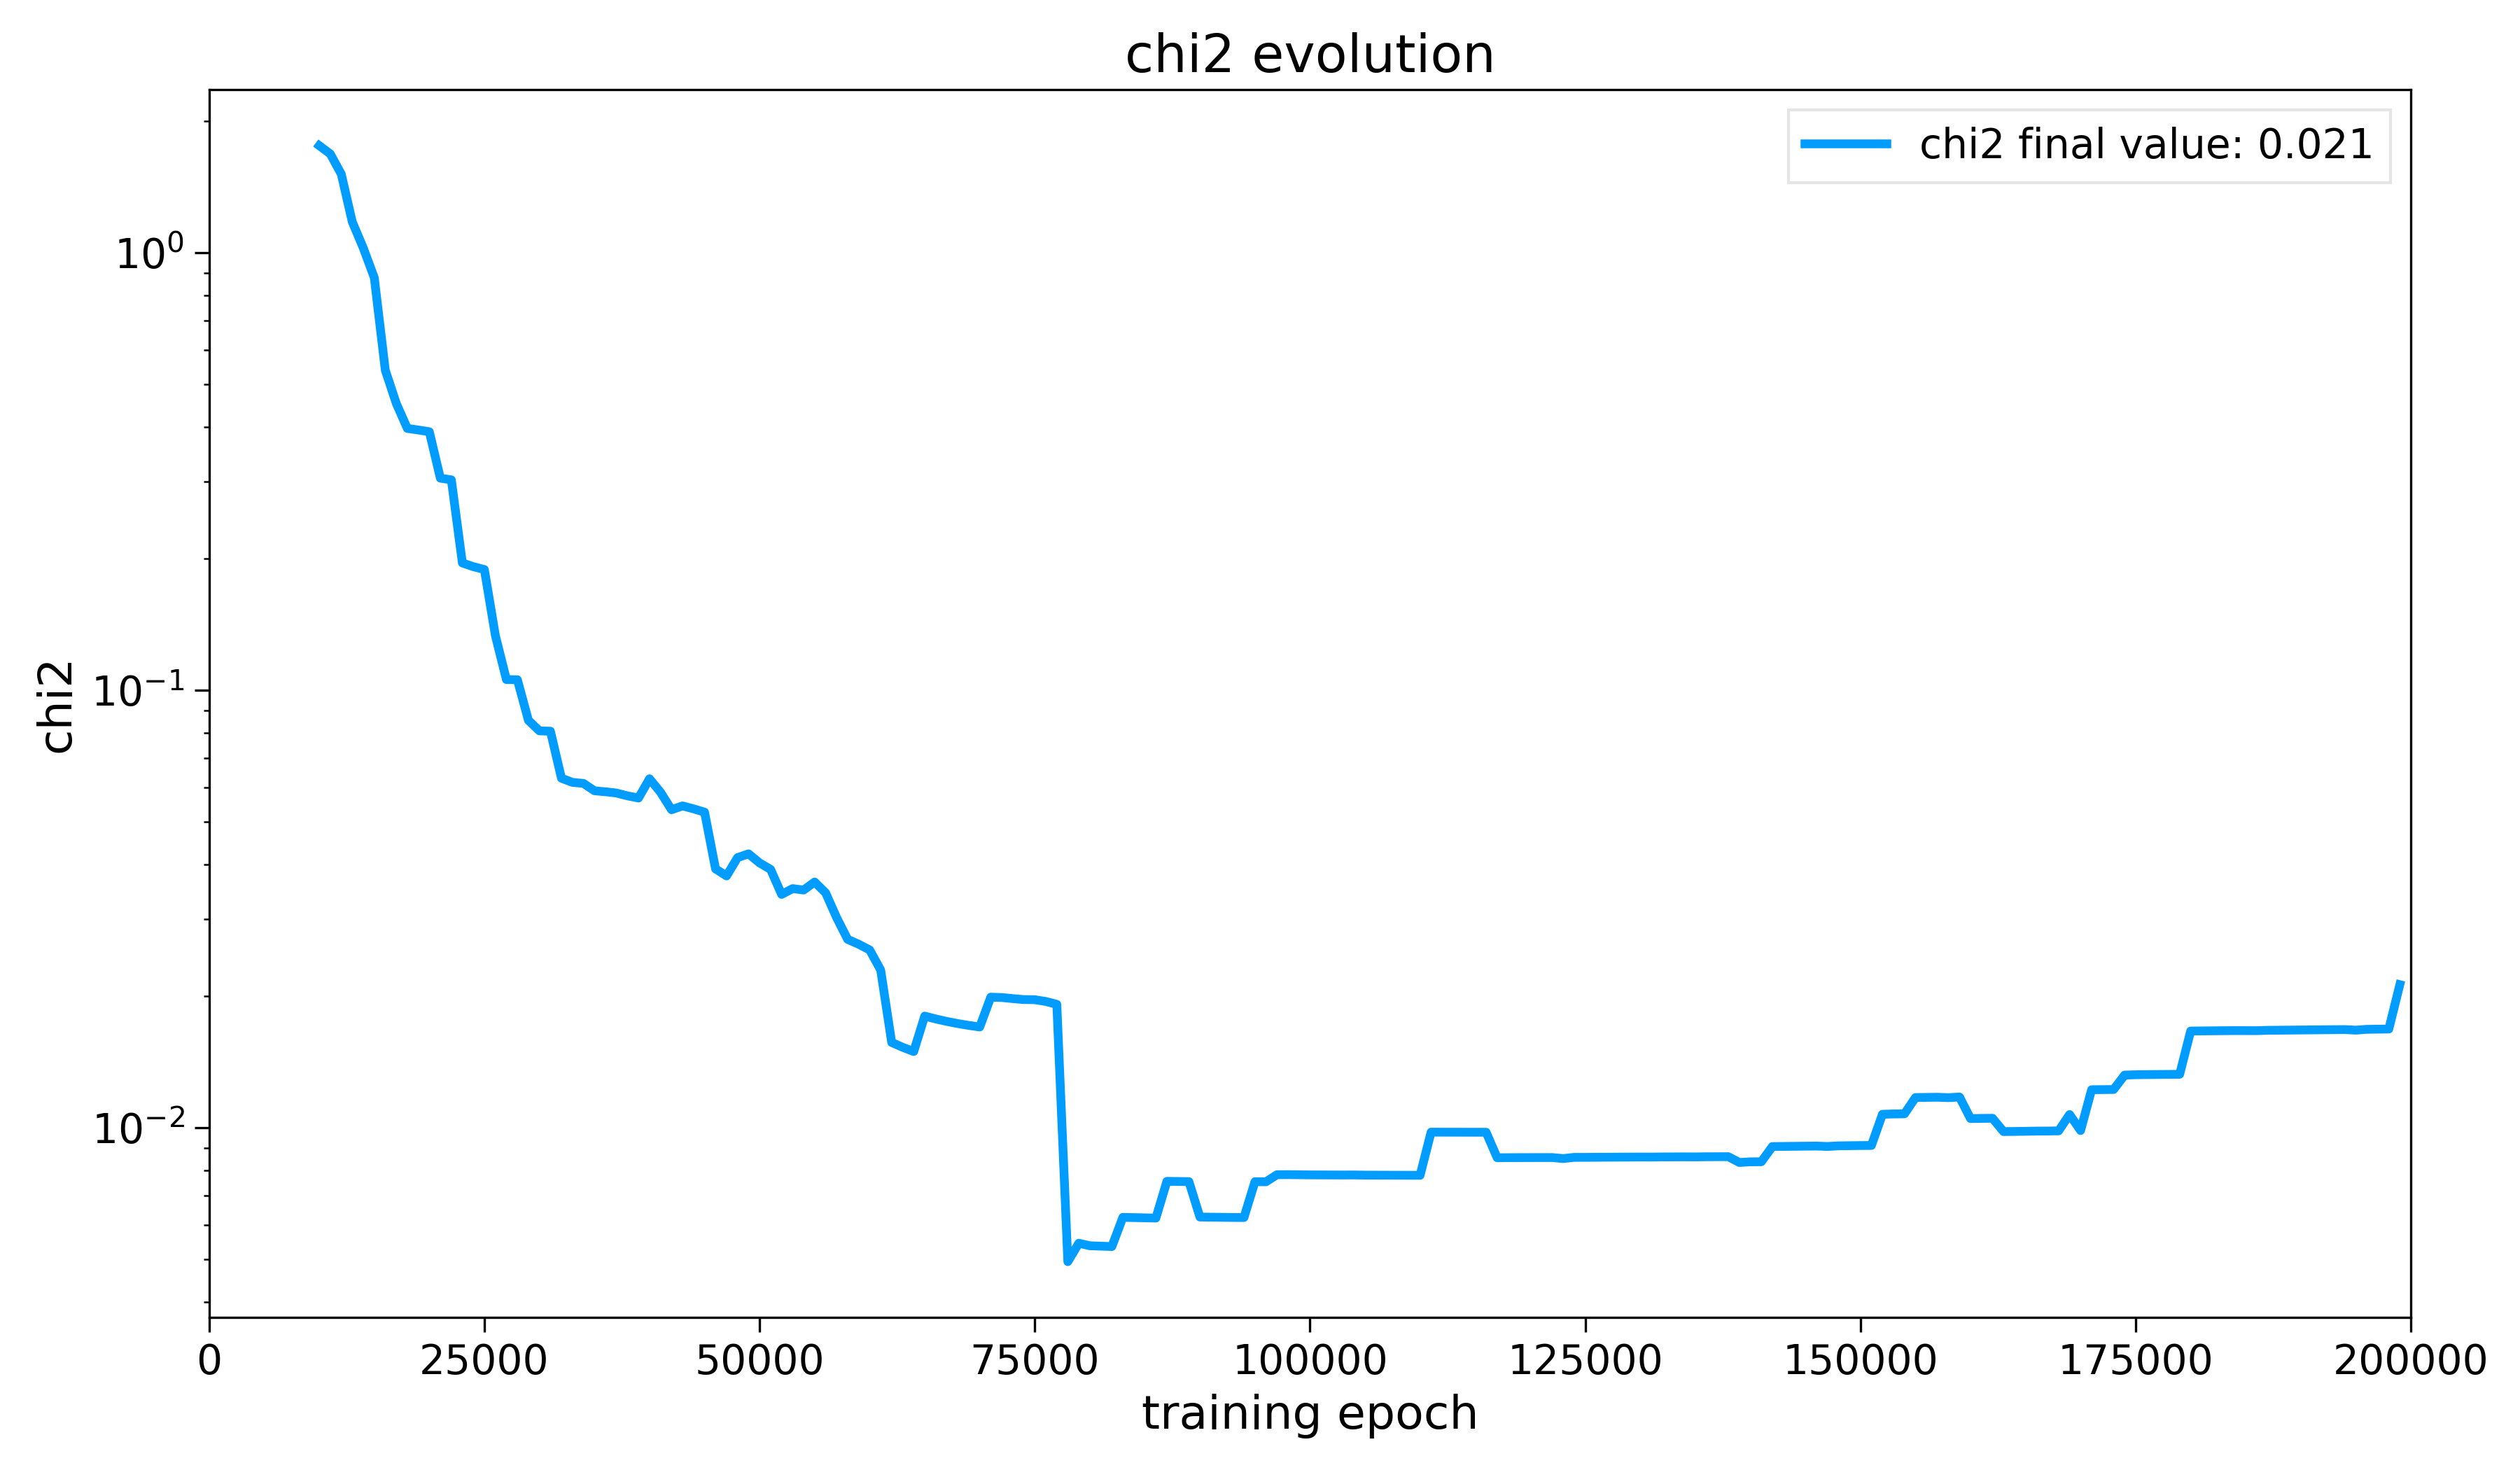 chi2 evolution
chi2 final value: 0.021
chi2
10⁰
10⁻¹
10⁻²
0 25000 50000 75000 100000 125000 150000 175000 200000
training epoch